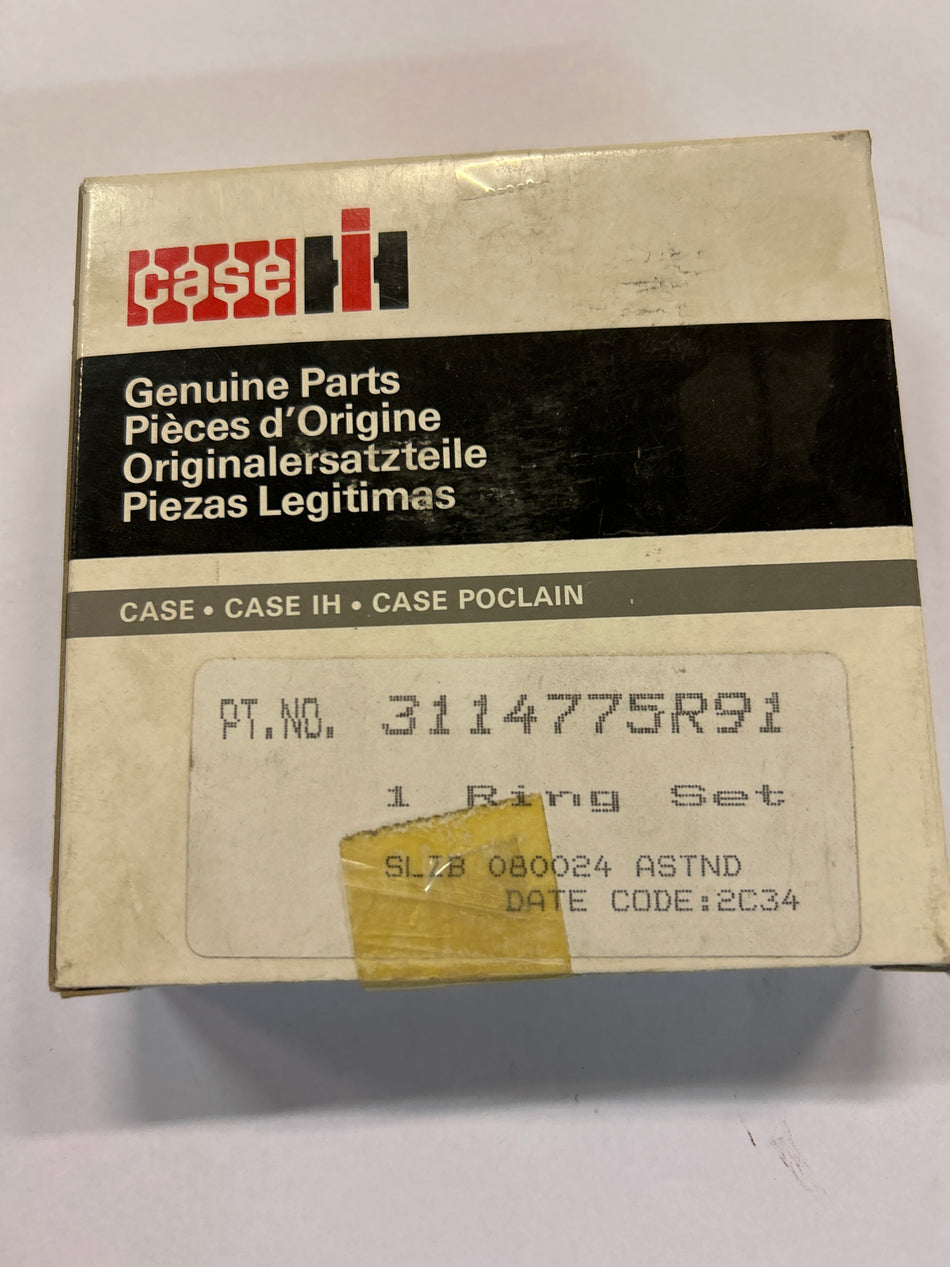 case IH
Genuine Parts
Pièces d'Origine
Originalersatzteile
Piezas Legitimas
CASE • CASE IH • CASE POCLAIN
PT.NO. 3114775R91
1 Ring Set
SLZB 080024 ASTND
DATE CODE:2C34